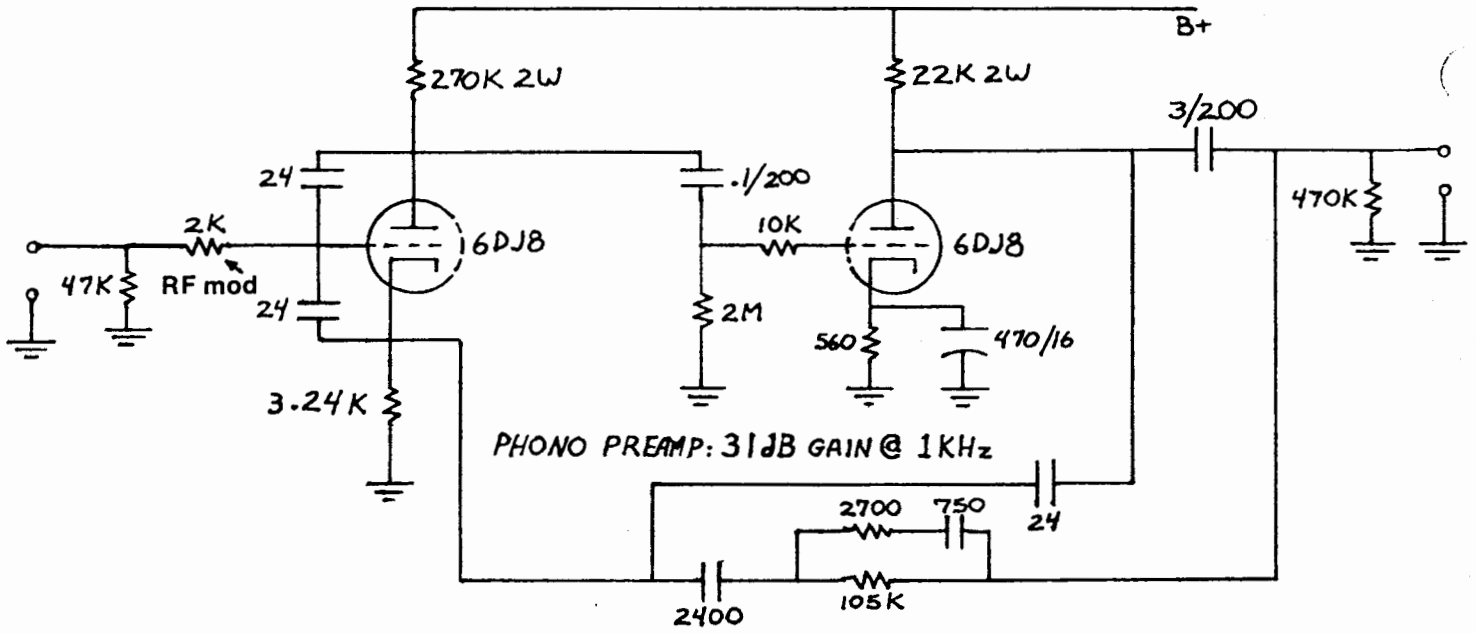 B+
270K 2W
22K 2W
3/200
24
.1/200
470K
2K
10K
6DJ8
6DJ8
47K
RF mod
24
2M
560
470/16
3.24K
PHONO PREAMP: 31dB GAIN @ 1KHz
24
2700
750
105K
2400